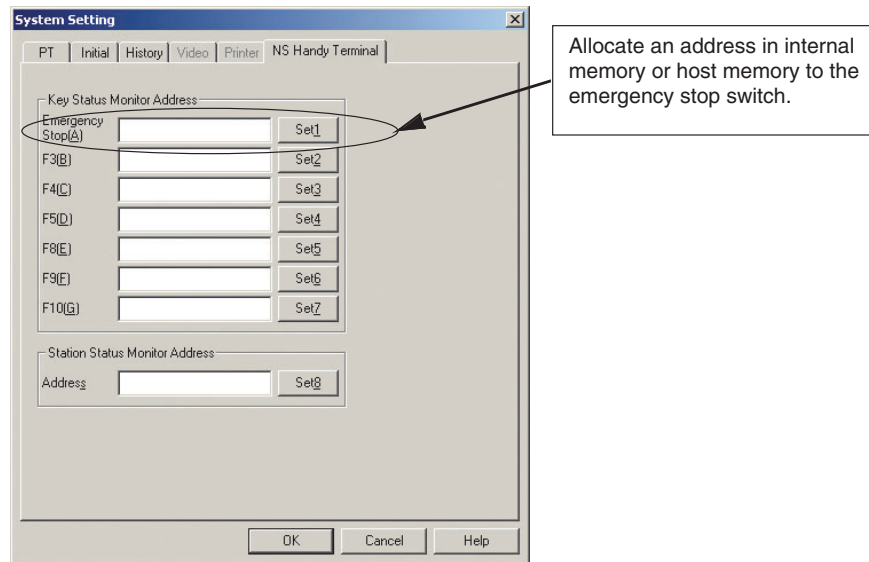 System Setting
PT Initial History Video Printer NS Handy Terminal
Key Status Monitor Address
Emergency
Stop(A) Set1
F3(B) Set2
F4(C) Set3
F5(D) Set4
F8(E) Set5
F9(F) Set6
F10(G) Set7
Station Status Monitor Address
Address Set8
OK Cancel Help
Allocate an address in internal
memory or host memory to the
emergency stop switch.